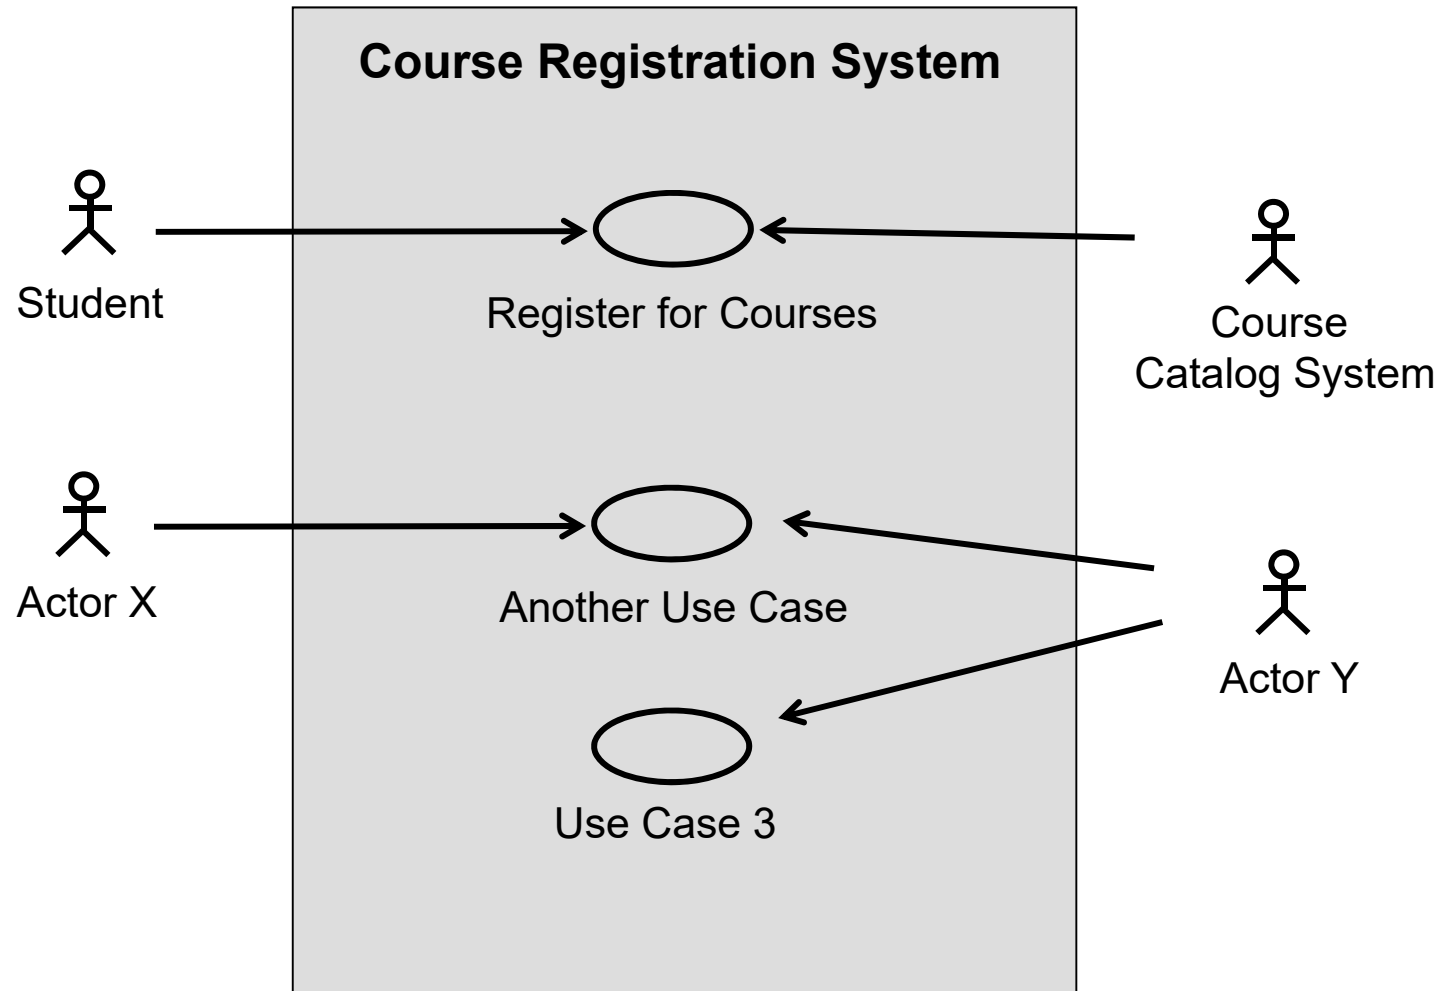 Course Registration System
Student
Register for Courses
Course
Catalog System
Actor X
Another Use Case
Actor Y
Use Case 3